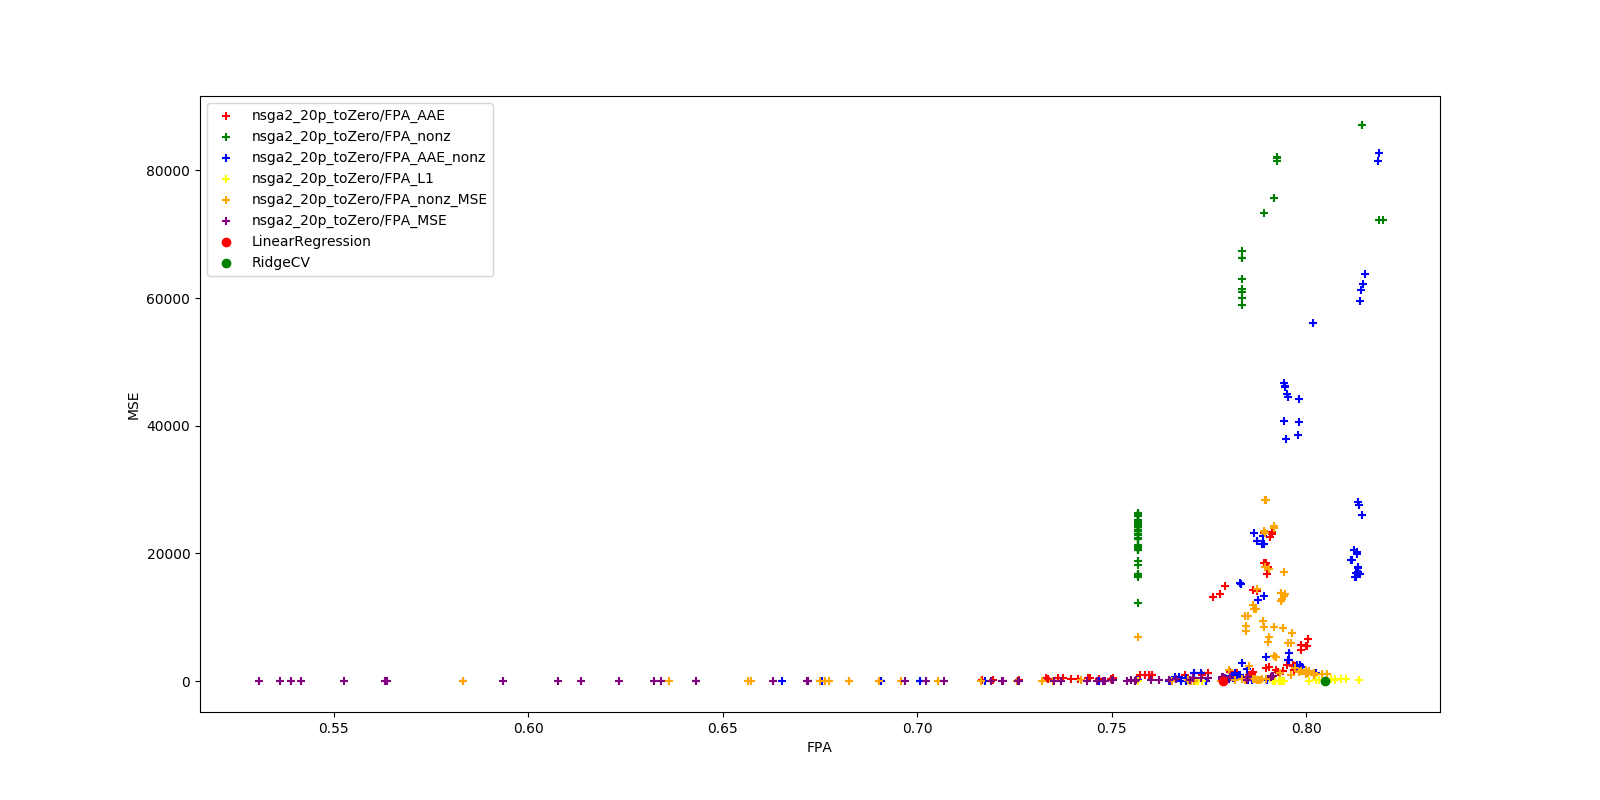 nsga2_20p_toZero/FPA_AAE
nsga2_20p_toZero/FPA_nonz
nsga2_20p_toZero/FPA_AAE_nonz
nsga2_20p_toZero/FPA_L1
nsga2_20p_toZero/FPA_nonz_MSE
nsga2_20p_toZero/FPA_MSE
LinearRegression
RidgeCV
80000
60000
40000
20000
0
MSE
0.55 0.60 0.65 0.70 0.75 0.80
FPA